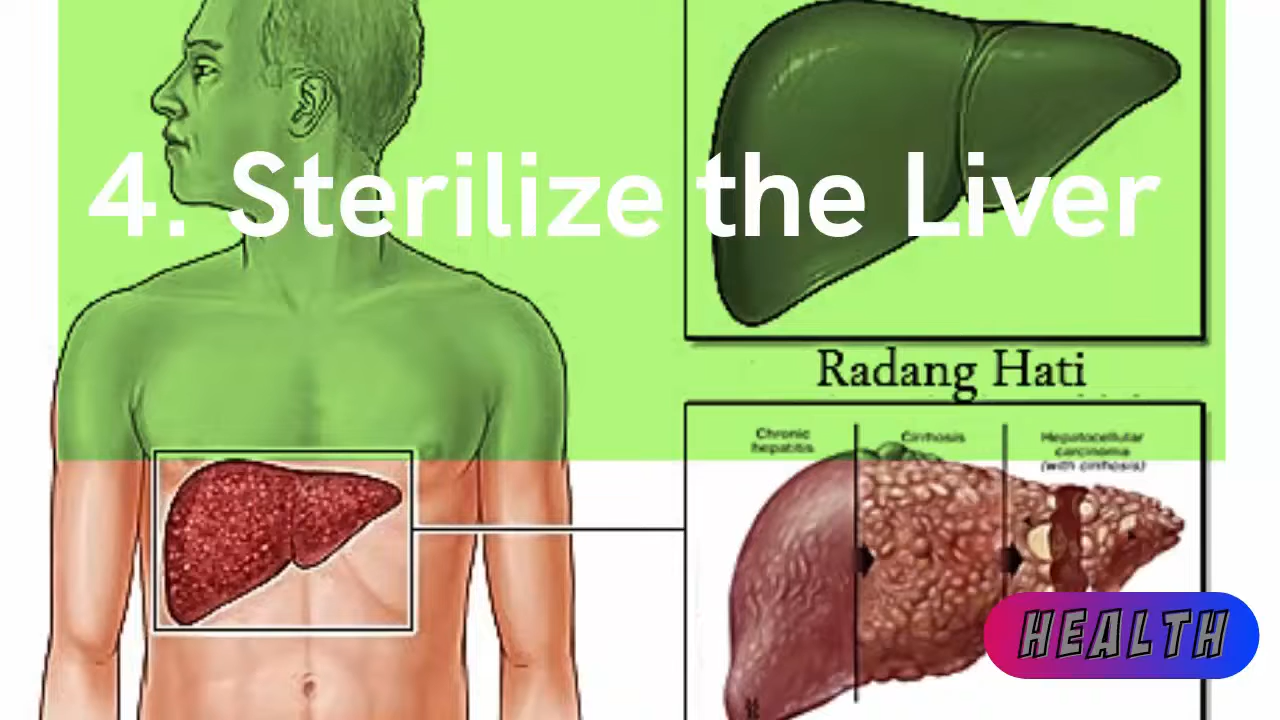 4. Sterilize the Liver
Radang Hati
Chronic
hepatitis
Cirrhosis
Hepatocellular
carcinoma
(with cirrhosis)
HEALTH